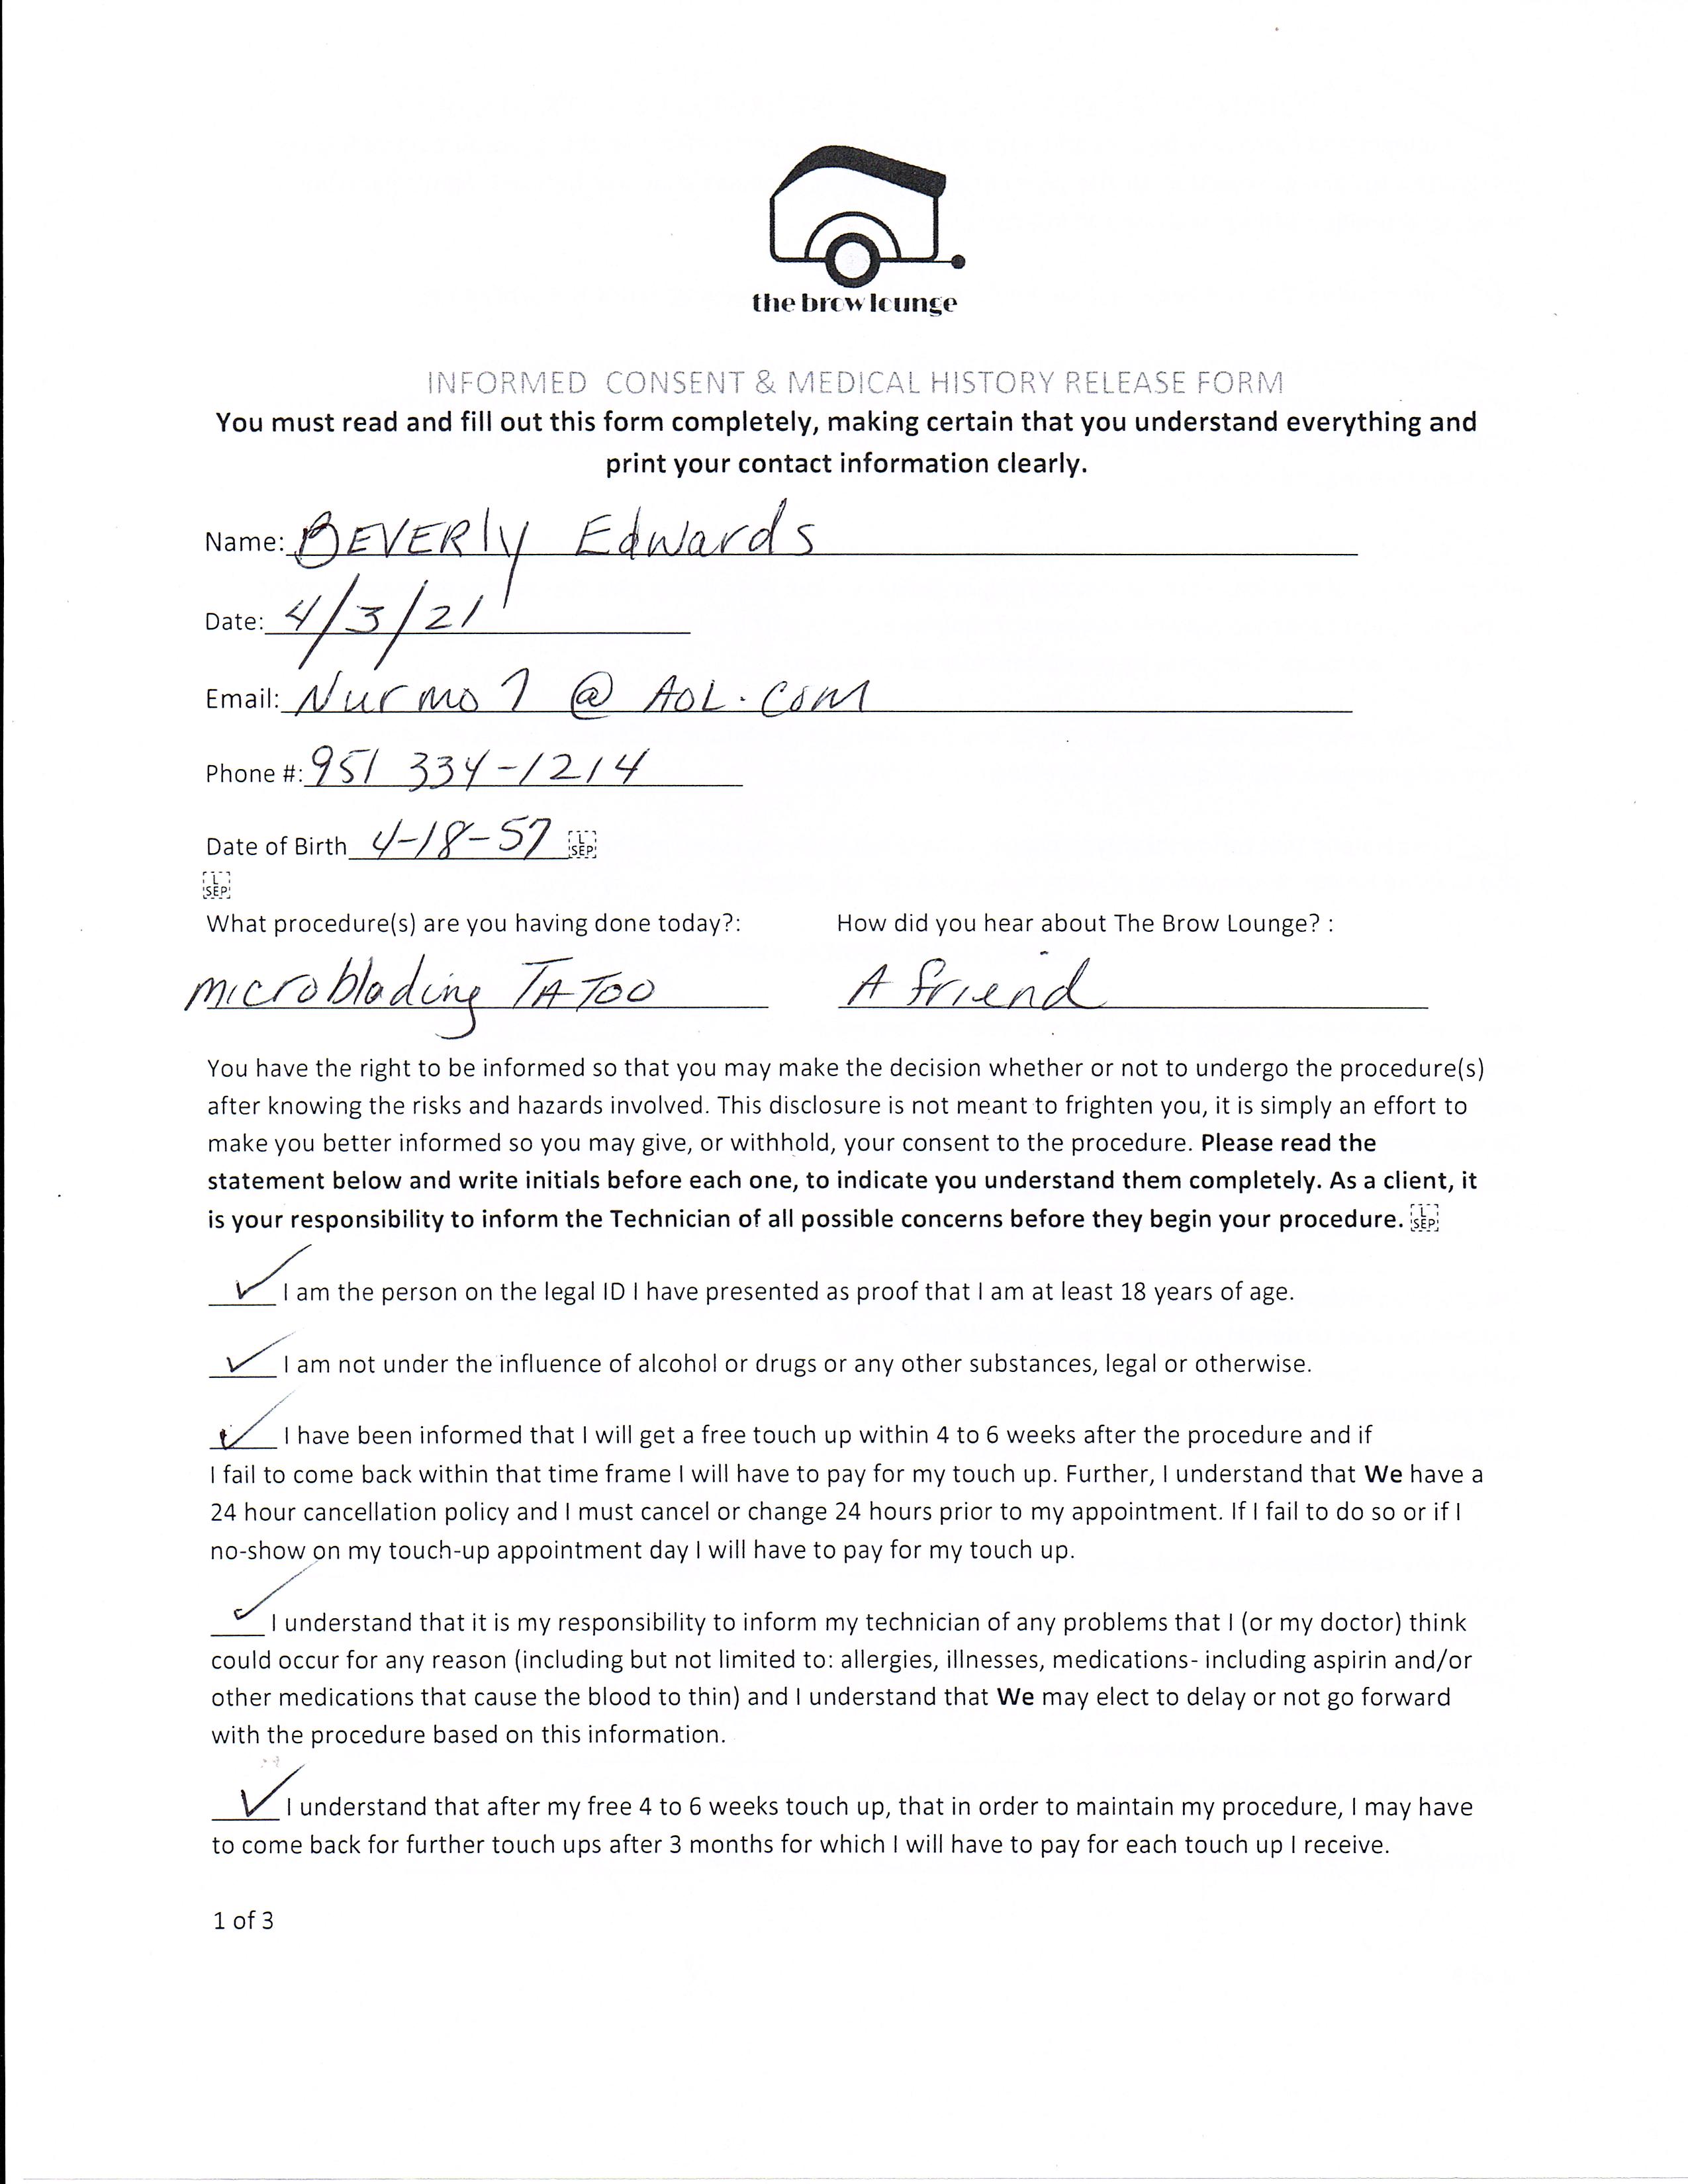 the brow lounge
INFORMED CONSENT & MEDICAL HISTORY RELEASE FORM
You must read and fill out this form completely, making certain that you understand everything and
print your contact information clearly.
Name: BEVERly Edwards
Date: 4/3/21
Email: Nurmo7 @ AOL.COM
Phone #: 951 334-1214
Date of Birth 4-18-57 L SEP
L SEP
What procedure(s) are you having done today?: How did you hear about The Brow Lounge? :
microblading TATOO A friend
You have the right to be informed so that you may make the decision whether or not to undergo the procedure(s)
after knowing the risks and hazards involved. This disclosure is not meant to frighten you, it is simply an effort to
make you better informed so you may give, or withhold, your consent to the procedure. Please read the
statement below and write initials before each one, to indicate you understand them completely. As a client, it
is your responsibility to inform the Technician of all possible concerns before they begin your procedure. L SEP
✓ I am the person on the legal ID I have presented as proof that I am at least 18 years of age.
✓ I am not under the influence of alcohol or drugs or any other substances, legal or otherwise.
✓ I have been informed that I will get a free touch up within 4 to 6 weeks after the procedure and if
I fail to come back within that time frame I will have to pay for my touch up. Further, I understand that We have a
24 hour cancellation policy and I must cancel or change 24 hours prior to my appointment. If I fail to do so or if I
no-show on my touch-up appointment day I will have to pay for my touch up.
✓ I understand that it is my responsibility to inform my technician of any problems that I (or my doctor) think
could occur for any reason (including but not limited to: allergies, illnesses, medications- including aspirin and/or
other medications that cause the blood to thin) and I understand that We may elect to delay or not go forward
with the procedure based on this information.
✓ I understand that after my free 4 to 6 weeks touch up, that in order to maintain my procedure, I may have
to come back for further touch ups after 3 months for which I will have to pay for each touch up I receive.
1 of 3